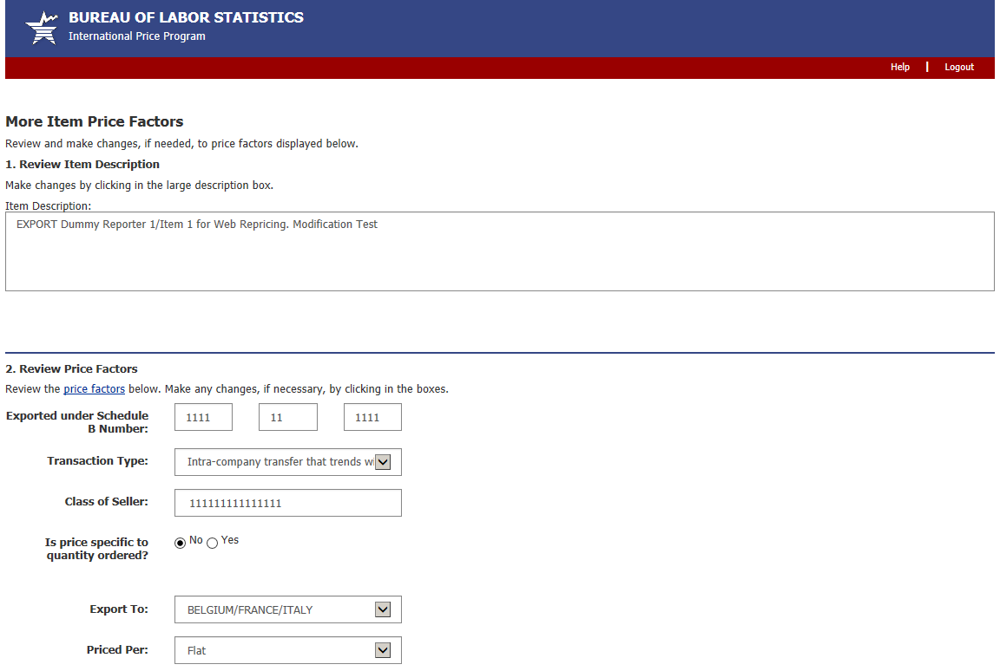 BUREAU OF LABOR STATISTICS
International Price Program
Help | Logout
More Item Price Factors
Review and make changes, if needed, to price factors displayed below.
1. Review Item Description
Make changes by clicking in the large description box.
Item Description:
EXPORT Dummy Reporter 1/Item 1 for Web Repricing. Modification Test
2. Review Price Factors
Review the price factors below. Make any changes, if necessary, by clicking in the boxes.
Exported under Schedule
B Number:
1111 11 1111
Transaction Type: Intra-company transfer that trends wi
Class of Seller: 111111111111111
Is price specific to
quantity ordered?
No Yes
Export To: BELGIUM/FRANCE/ITALY
Priced Per: Flat